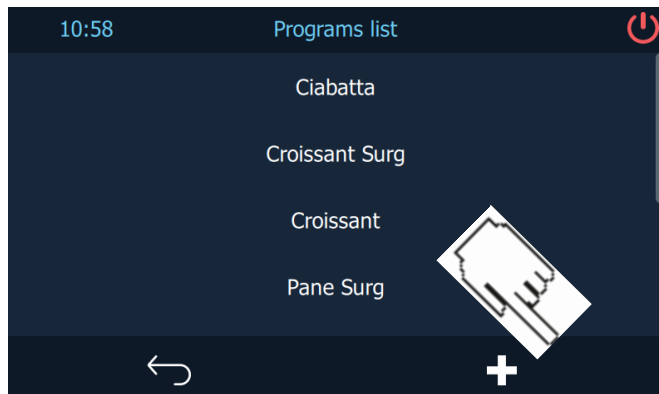 10:58 Programs list
Ciabatta
Croissant Surg
Croissant
Pane Surg